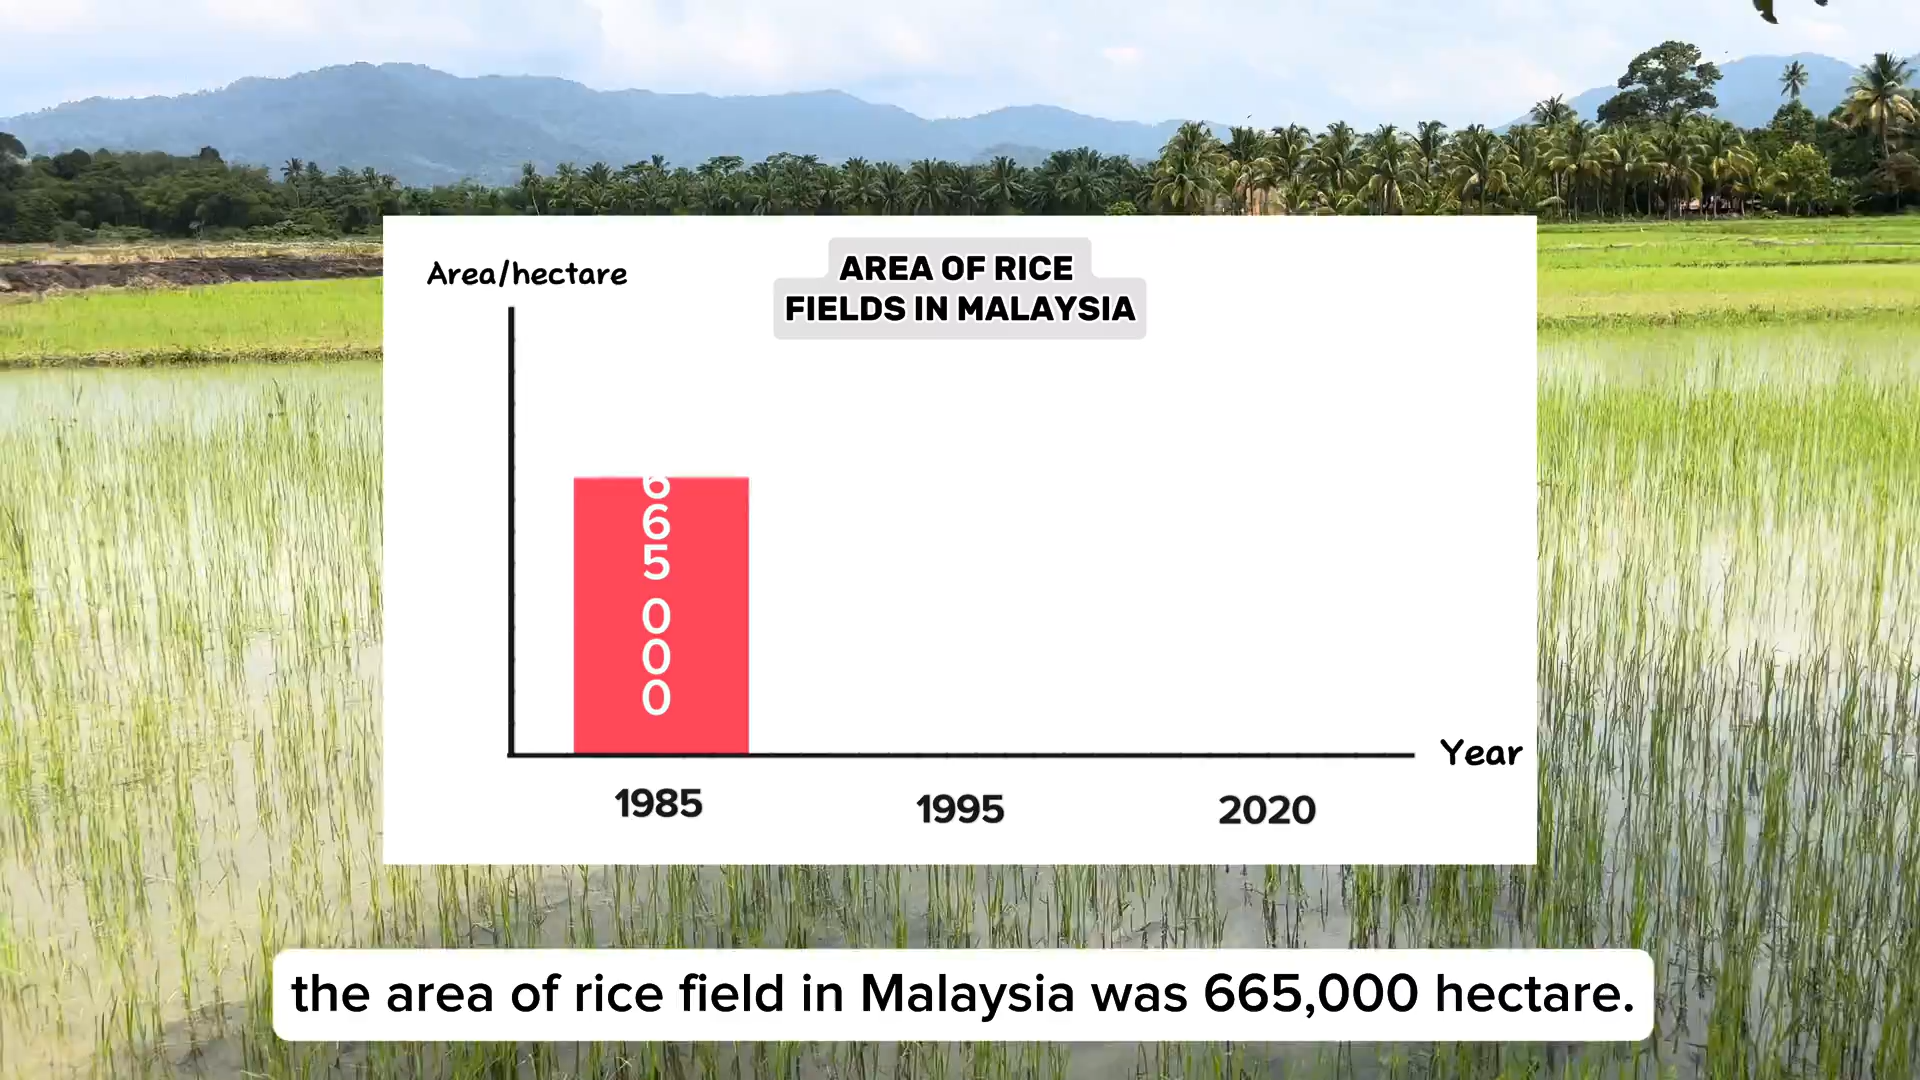 AREA OF RICE
FIELDS IN MALAYSIA
Area/hectare
665 000
Year
1985
1995
2020
the area of rice field in Malaysia was 665,000 hectare.